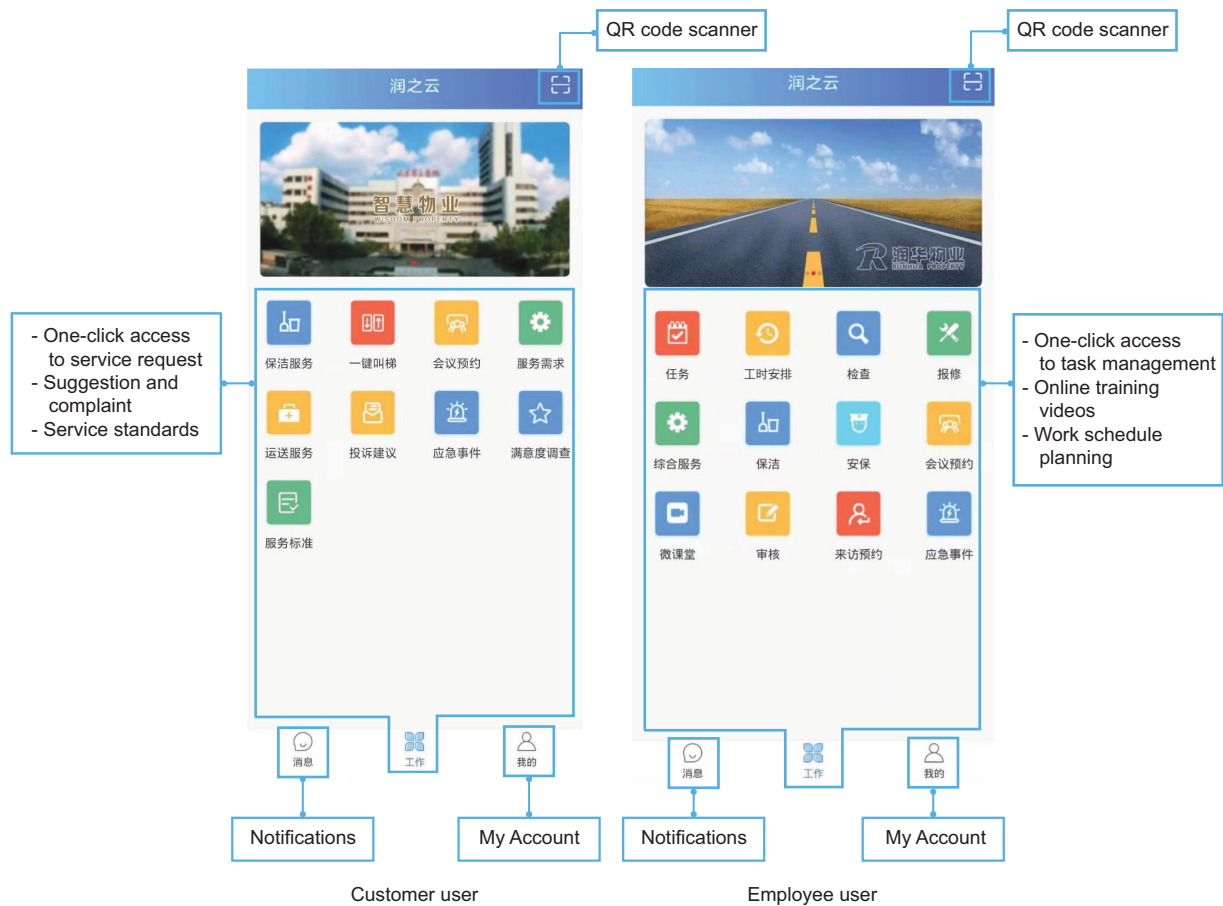 QR code scanner
QR code scanner
润之云
润之云
智慧物业
WISDOM PROPERTY
润华物业
RUNHUA PROPERTY
- One-click access
to service request
- Suggestion and
complaint
- Service standards
保洁服务 一键叫梯 会议预约 服务需求
运送服务 投诉建议 应急事件 满意度调查
服务标准
任务 工时安排 检查 报修
综合服务 保洁 安保 会议预约
微课堂 审核 来访预约 应急事件
- One-click access
to task management
- Online training
videos
- Work schedule
planning
消息 工作 我的
消息 工作 我的
Notifications
My Account
Notifications
My Account
Customer user
Employee user